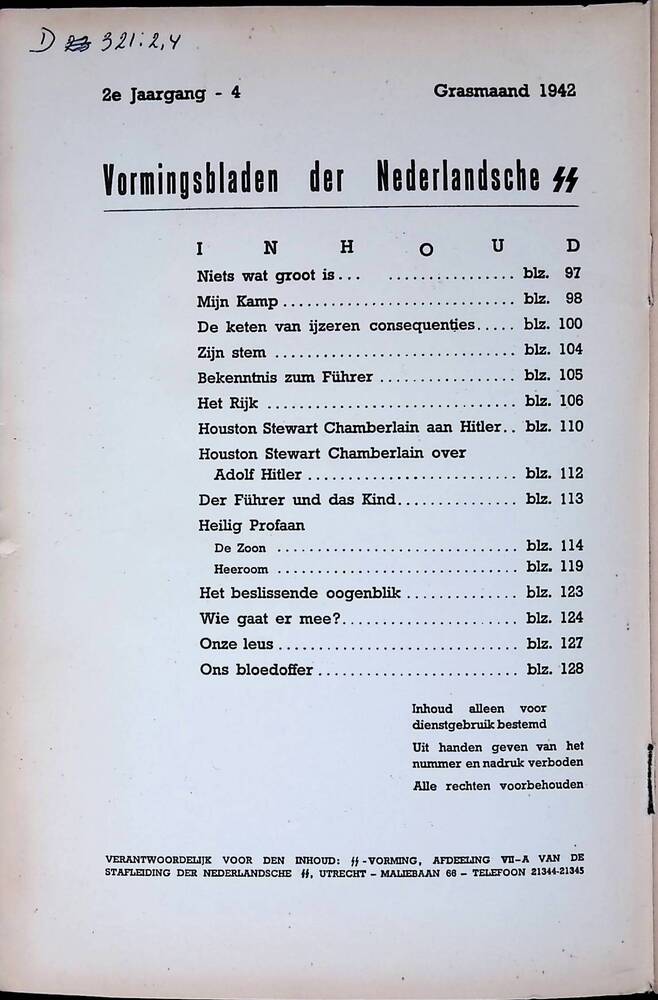 D 23 321:2,4
2e Jaargang - 4 Grasmaand 1942
Vormingsbladen der Nederlandsche ᛋᛋ
INHOUD
Niets wat groot is... ................ blz. 97
Mijn Kamp ............................. blz. 98
De keten van ijzeren consequenties..... blz. 100
Zijn stem .............................. blz. 104
Bekenntnis zum Führer ................. blz. 105
Het Rijk ............................... blz. 106
Houston Stewart Chamberlain aan Hitler.. blz. 110
Houston Stewart Chamberlain over
Adolf Hitler .......................... blz. 112
Der Führer und das Kind............... blz. 113
Heilig Profaan
De Zoon .............................. blz. 114
Heeroom .............................. blz. 119
Het beslissende oogenblik .............. blz. 123
Wie gaat er mee?...................... blz. 124
Onze leus .............................. blz. 127
Ons bloedoffer ......................... blz. 128
Inhoud alleen voor
dienstgebruik bestemd
Uit handen geven van het
nummer en nadruk verboden
Alle rechten voorbehouden
VERANTWOORDELIJK VOOR DEN INHOUD: ᛋᛋ-VORMING, AFDEELING VII-A VAN DE
STAFLEIDING DER NEDERLANDSCHE ᛋᛋ, UTRECHT – MALIEBAAN 66 – TELEFOON 21344-21345